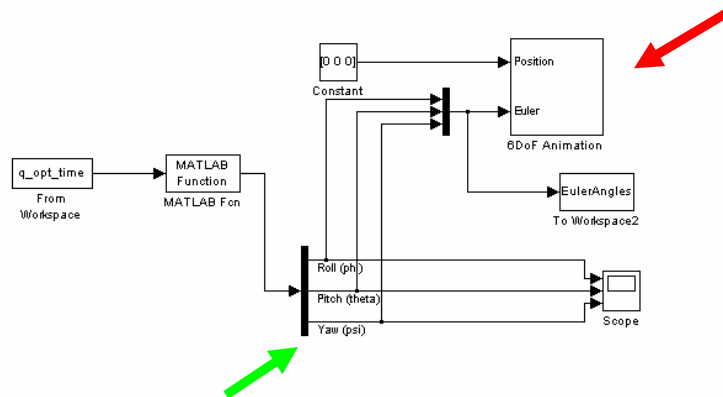 [0 0 0]
Constant
Position
Euler
6DoF Animation
q_opt_time
From
Workspace
MATLAB
Function
MATLAB Fcn
EulerAngles
To Workspace2
Roll (phi)
Pitch (theta)
Yaw (psi)
Scope